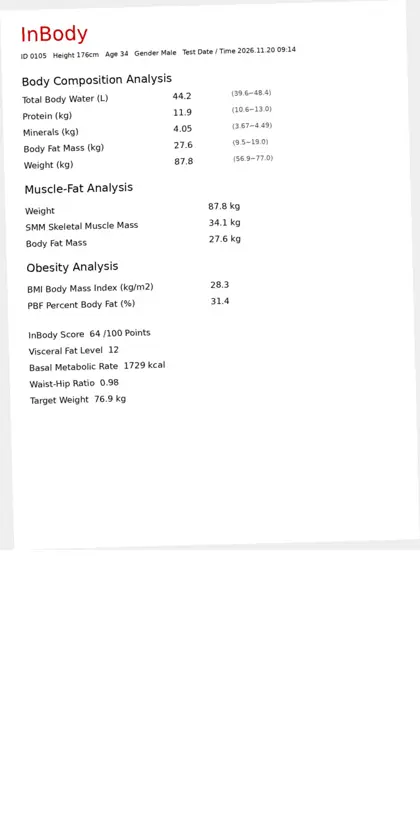 InBody
ID 0105 Height 176cm Age 34 Gender Male Test Date / Time 2026.11.20 09:14
Body Composition Analysis
Total Body Water (L) 44.2 (39.6~48.4)
Protein (kg) 11.9 (10.6~13.0)
Minerals (kg) 4.05 (3.67~4.49)
Body Fat Mass (kg) 27.6 (9.5~19.0)
Weight (kg) 87.8 (56.9~77.0)
Muscle-Fat Analysis
Weight 87.8 kg
SMM Skeletal Muscle Mass 34.1 kg
Body Fat Mass 27.6 kg
Obesity Analysis
BMI Body Mass Index (kg/m2) 28.3
PBF Percent Body Fat (%) 31.4
InBody Score 64 /100 Points
Visceral Fat Level 12
Basal Metabolic Rate 1729 kcal
Waist-Hip Ratio 0.98
Target Weight 76.9 kg